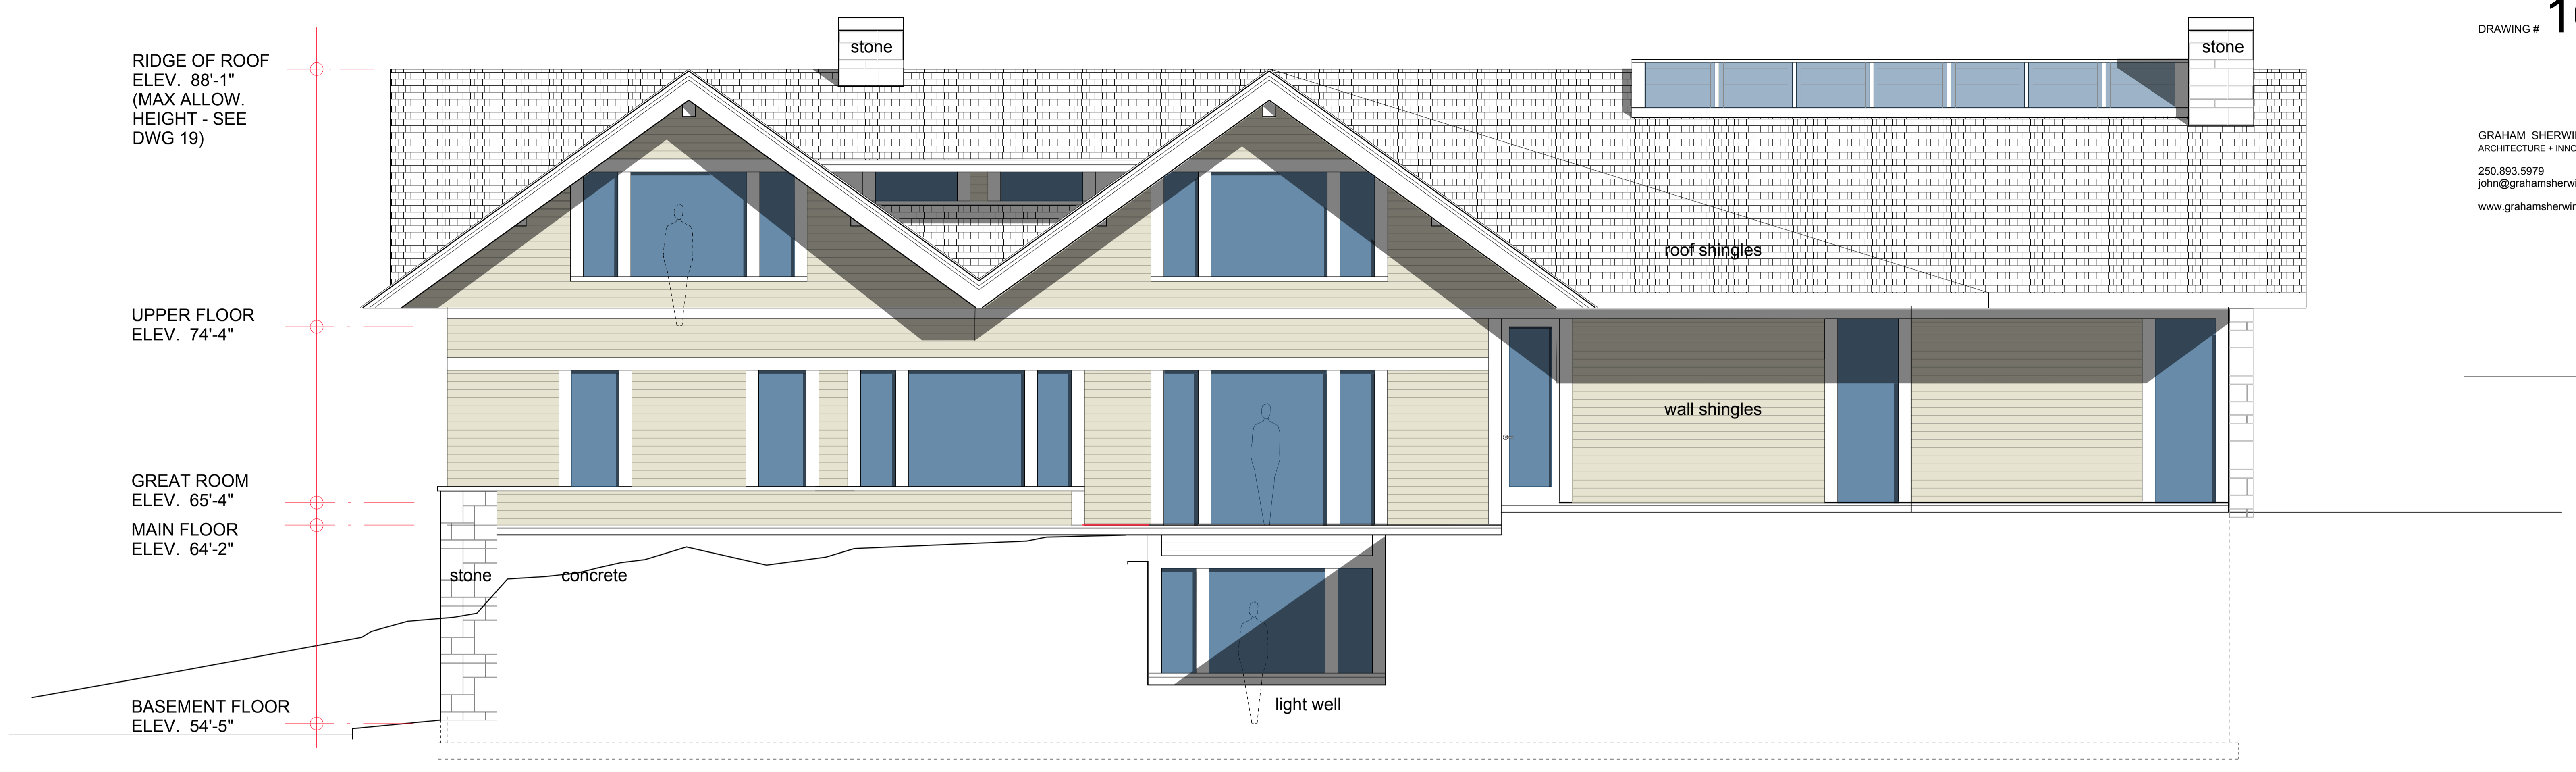 RIDGE OF ROOF
ELEV. 88'-1"
(MAX ALLOW.
HEIGHT - SEE
DWG 19)
UPPER FLOOR
ELEV. 74'-4"
GREAT ROOM
ELEV. 65'-4"
MAIN FLOOR
ELEV. 64'-2"
BASEMENT FLOOR
ELEV. 54'-5"
stone
stone
roof shingles
wall shingles
stone
concrete
light well
DRAWING #
GRAHAM SHERWI
ARCHITECTURE + INNO
250.893.5979
john@grahamsherwi
www.grahamsherwin